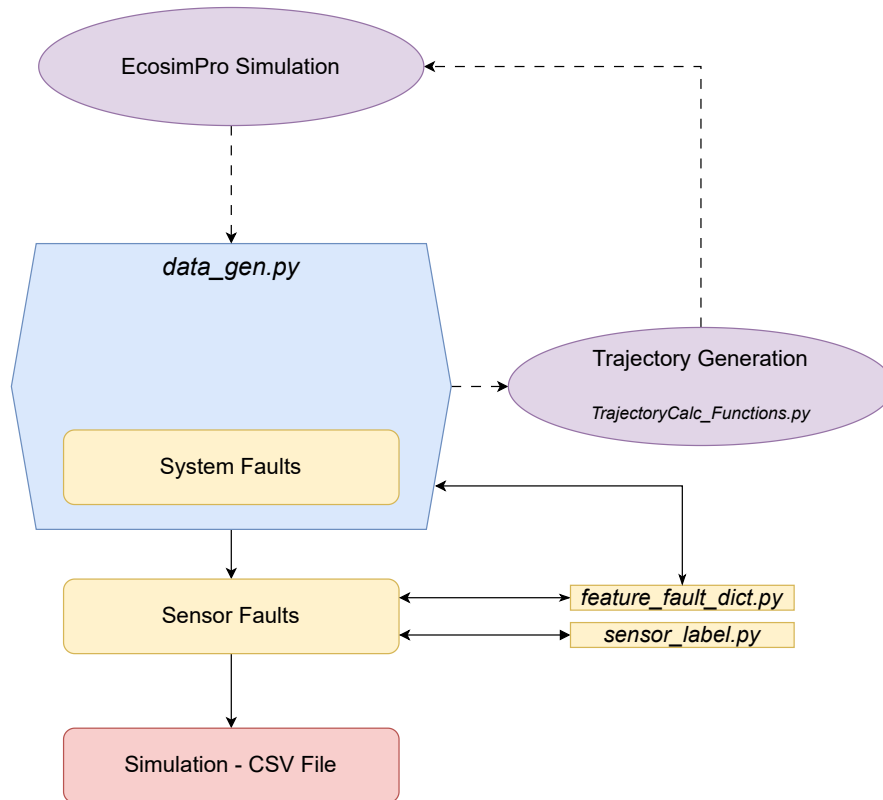 EcosimPro Simulation
data_gen.py
Trajectory Generation
TrajectoryCalc_Functions.py
System Faults
Sensor Faults
feature_fault_dict.py
sensor_label.py
Simulation - CSV File